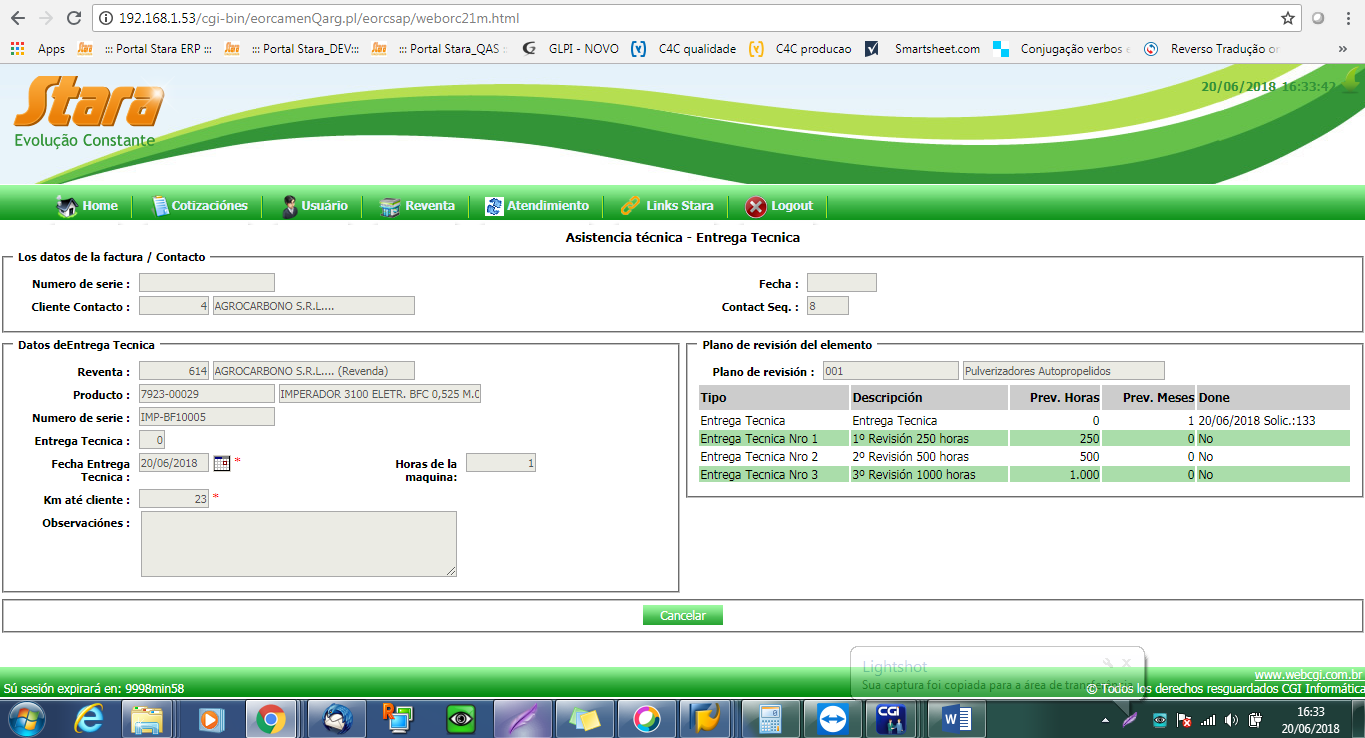 192.168.1.53/cgi-bin/eorcamenQarg.pl/eorcsap/weborc21m.html
Apps ::: Portal Stara ERP ::: ::: Portal Stara_DEV::: ::: Portal Stara_QAS : GLPI - NOVO C4C qualidade C4C producao Smartsheet.com Conjugação verbos e Reverso Tradução or »
Stara
Evolução Constante
20/06/2018 16:33:42
Home Cotizaciónes Usuário Reventa Atendimiento Links Stara Logout
Asistencia técnica - Entrega Tecnica
Los datos de la factura / Contacto
Numero de serie : Fecha :
Cliente Contacto : 4 AGROCARBONO S.R.L.... Contact Seq. : 8
Datos deEntrega Tecnica
Reventa : 614 AGROCARBONO S.R.L.... (Revenda)
Producto : 7923-00029 IMPERADOR 3100 ELETR. BFC 0,525 M.C
Numero de serie : IMP-BF10005
Entrega Tecnica : 0
Fecha Entrega Tecnica : 20/06/2018 * Horas de la maquina: 1
Km até cliente : 23 *
Observaciónes :
Plano de revisión del elemento
Plano de revisión : 001 Pulverizadores Autopropelidos
Tipo Descripción Prev. Horas Prev. Meses Done
Entrega Tecnica Entrega Tecnica 0 1 20/06/2018 Solic.:133
Entrega Tecnica Nro 1 1º Revisión 250 horas 250 0 No
Entrega Tecnica Nro 2 2º Revisión 500 horas 500 0 No
Entrega Tecnica Nro 3 3º Revisión 1000 horas 1.000 0 No
Cancelar
Lightshot
Sua captura foi copiada para a área de
www.webcgi.com.br
Sú sesión expirará en: 9998min58 © Todos los derechos resguardados CGI Informática
CGI
16:33
20/06/2018